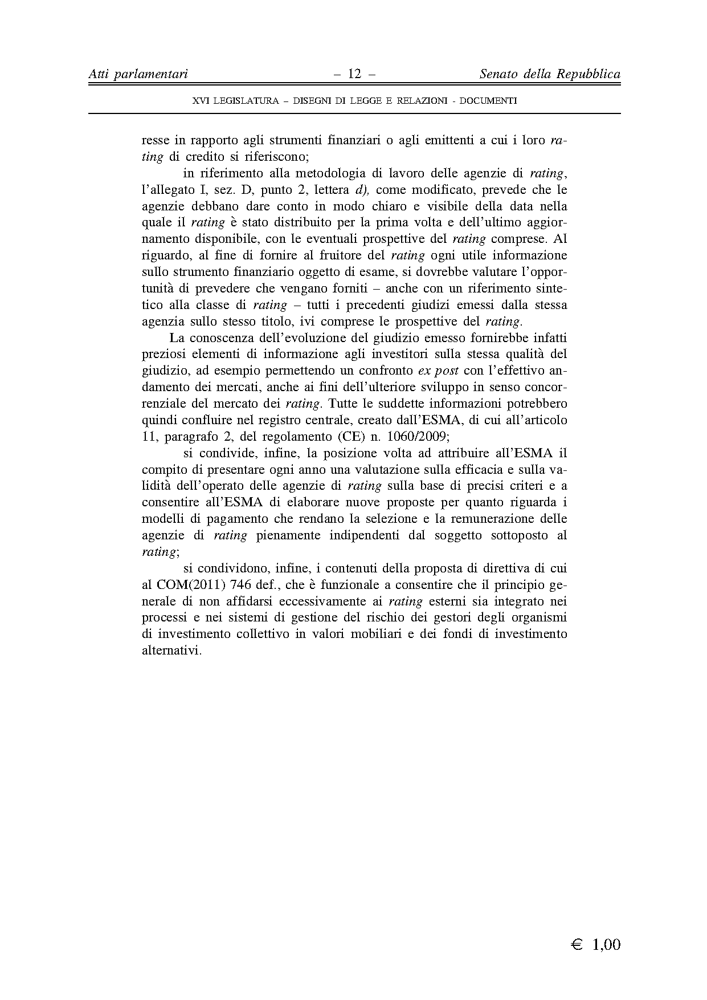 Atti parlamentari – 12 – Senato della Repubblica
XVI LEGISLATURA – DISEGNI DI LEGGE E RELAZIONI - DOCUMENTI
resse in rapporto agli strumenti finanziari o agli emittenti a cui i loro ra-
ting di credito si riferiscono;
in riferimento alla metodologia di lavoro delle agenzie di rating,
l’allegato I, sez. D, punto 2, lettera d), come modificato, prevede che le
agenzie debbano dare conto in modo chiaro e visibile della data nella
quale il rating è stato distribuito per la prima volta e dell’ultimo aggior-
namento disponibile, con le eventuali prospettive del rating comprese. Al
riguardo, al fine di fornire al fruitore del rating ogni utile informazione
sullo strumento finanziario oggetto di esame, si dovrebbe valutare l’oppor-
tunità di prevedere che vengano forniti – anche con un riferimento sinte-
tico alla classe di rating – tutti i precedenti giudizi emessi dalla stessa
agenzia sullo stesso titolo, ivi comprese le prospettive del rating.
La conoscenza dell’evoluzione del giudizio emesso fornirebbe infatti
preziosi elementi di informazione agli investitori sulla stessa qualità del
giudizio, ad esempio permettendo un confronto ex post con l’effettivo an-
damento dei mercati, anche ai fini dell’ulteriore sviluppo in senso concor-
renziale del mercato dei rating. Tutte le suddette informazioni potrebbero
quindi confluire nel registro centrale, creato dall’ESMA, di cui all’articolo
11, paragrafo 2, del regolamento (CE) n. 1060/2009;
si condivide, infine, la posizione volta ad attribuire all’ESMA il
compito di presentare ogni anno una valutazione sulla efficacia e sulla va-
lidità dell’operato delle agenzie di rating sulla base di precisi criteri e a
consentire all’ESMA di elaborare nuove proposte per quanto riguarda i
modelli di pagamento che rendano la selezione e la remunerazione delle
agenzie di rating pienamente indipendenti dal soggetto sottoposto al
rating;
si condividono, infine, i contenuti della proposta di direttiva di cui
al COM(2011) 746 def., che è funzionale a consentire che il principio ge-
nerale di non affidarsi eccessivamente ai rating esterni sia integrato nei
processi e nei sistemi di gestione del rischio dei gestori degli organismi
di investimento collettivo in valori mobiliari e dei fondi di investimento
alternativi.
€ 1,00